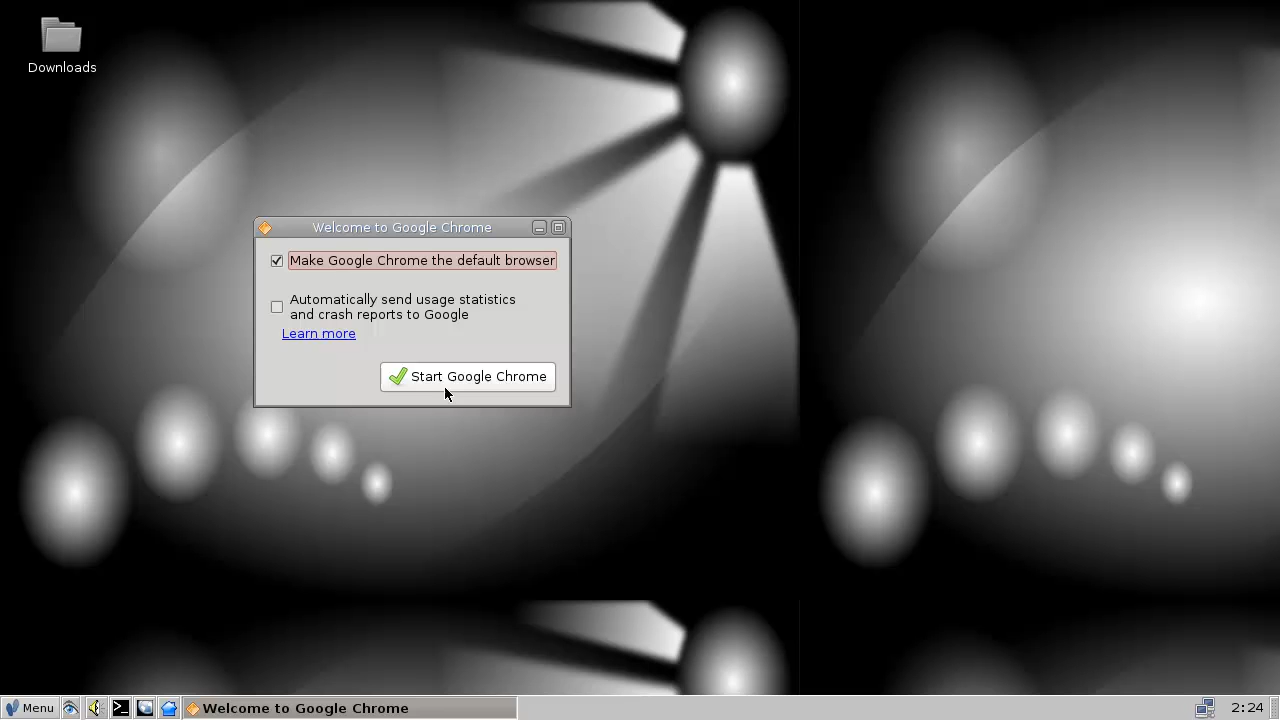 Downloads
Welcome to Google Chrome
Make Google Chrome the default browser
Automatically send usage statistics
and crash reports to Google
Learn more
Start Google Chrome
Menu
Welcome to Google Chrome
2:24